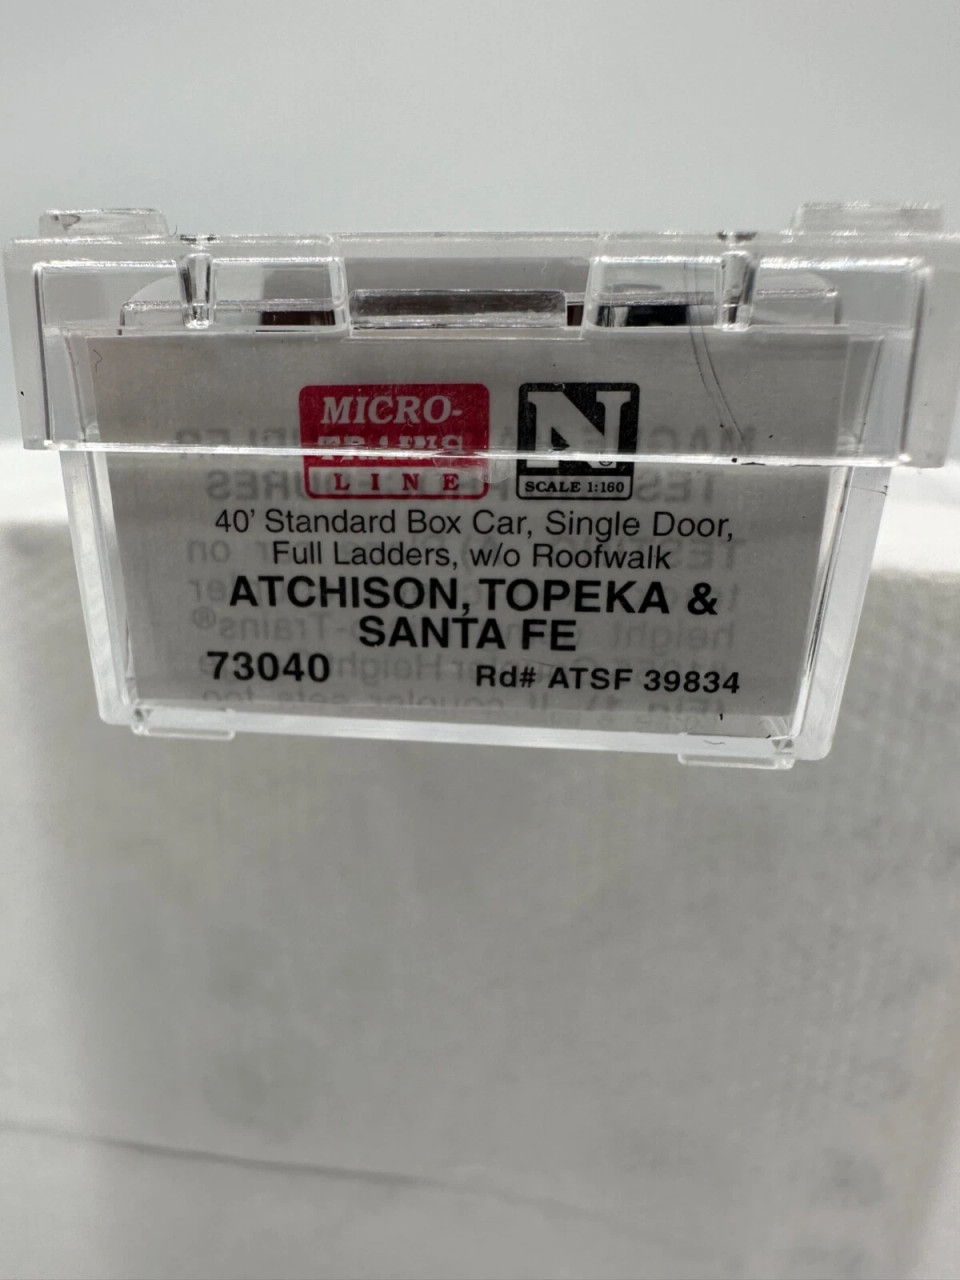 MICRO-
TRAINS
LINE
N®
SCALE 1:160
40' Standard Box Car, Single Door,
Full Ladders, w/o Roofwalk
ATCHISON, TOPEKA &
SANTA FE
73040 Rd# ATSF 39834